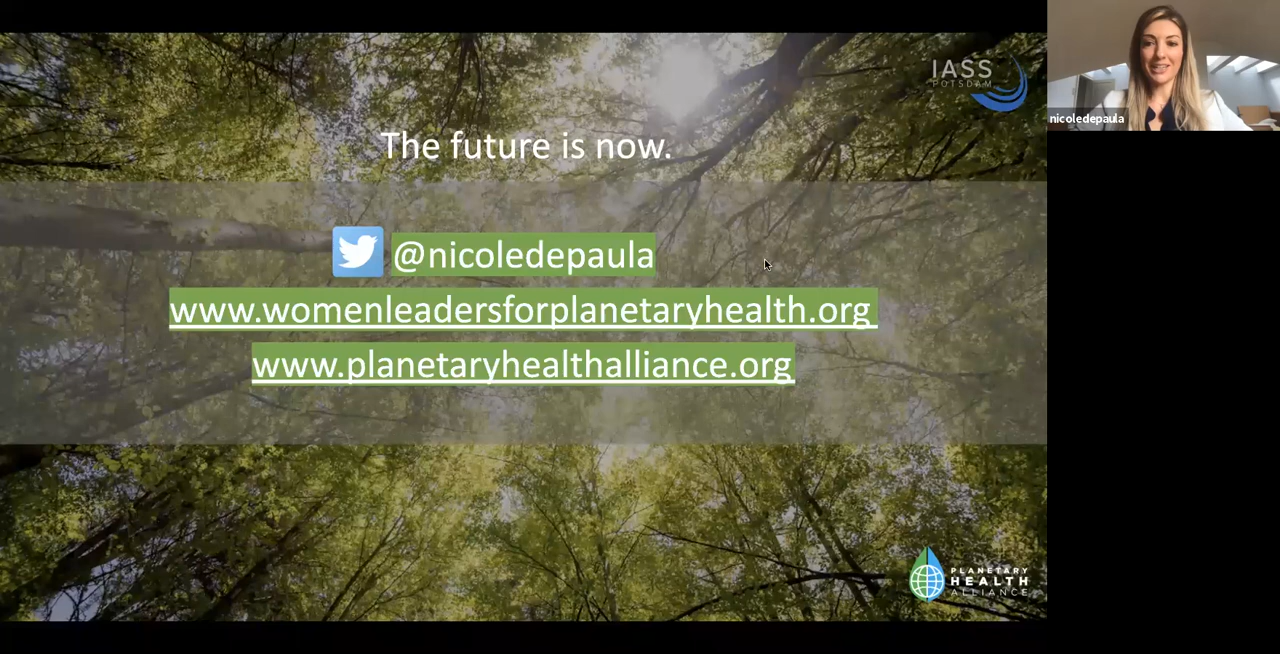 IASS
POTSDAM
nicoledepaula
The future is now.
@nicoledepaula
www.womenleadersforplanetaryhealth.org
www.planetaryhealthalliance.org
PLANETARY
HEALTH
ALLIANCE